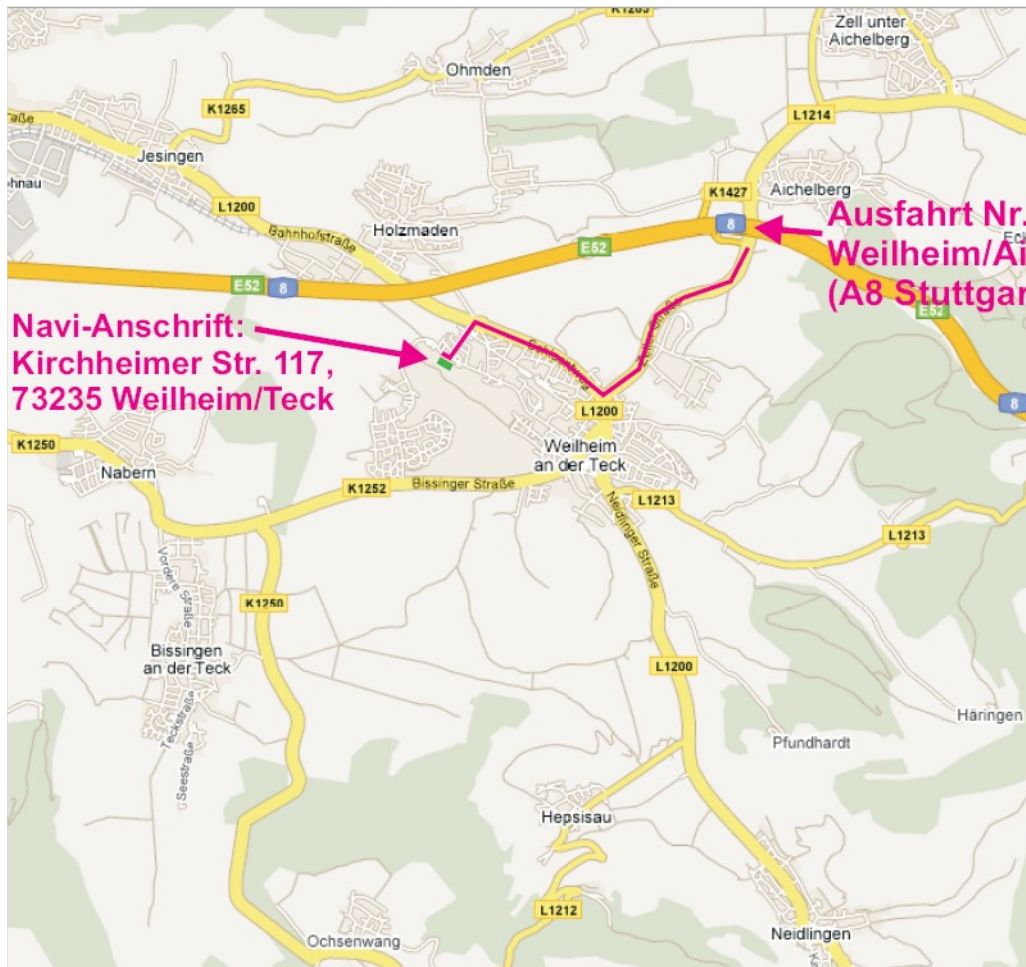 K1265
Zell unter
Aichelberg
Ohmden
K1265
L1214
Jesingen
L1200
K1427
Aichelberg
Holzmaden
Bahnhofstraße
8
Ausfahrt Nr.
Weilheim/Ai
(A8 Stuttgar
E52
E52
8
E52
Navi-Anschrift:
Kirchheimer Str. 117,
73235 Weilheim/Teck
8
L1200
K1250
Weilheim
an der Teck
Nabern
K1252
Bissinger Straße
L1213
Neidlinger Straße
L1213
Vordere Straße
K1250
Bissingen
an der Teck
L1200
Teckstraße
Häringen
Pfundhardt
Seestraße
Hepsisau
L1212
Neidlingen
Ochsenwang